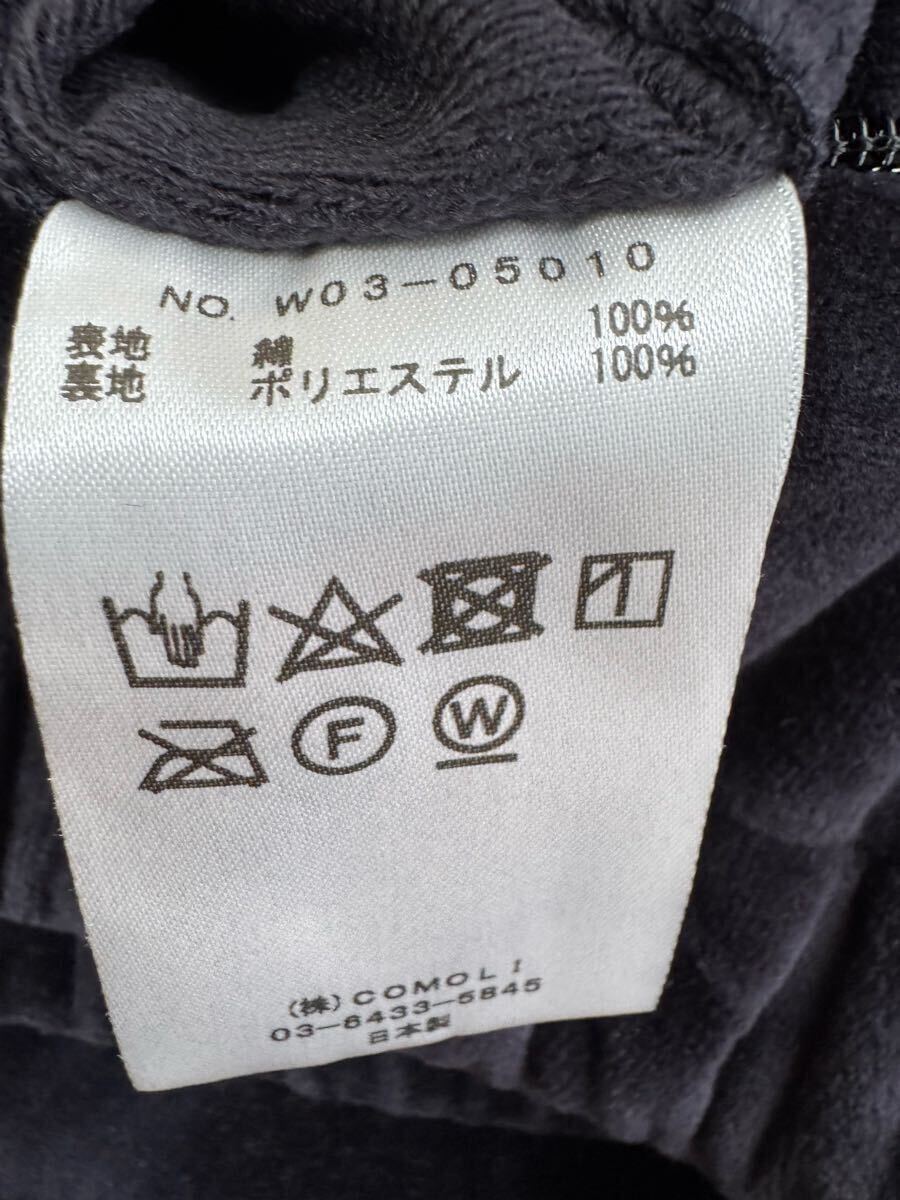 NO. W03-05010
表地 綿 100%
裏地 ポリエステル 100%
F W
(株)COMOLI
03-6433-5845
日本製